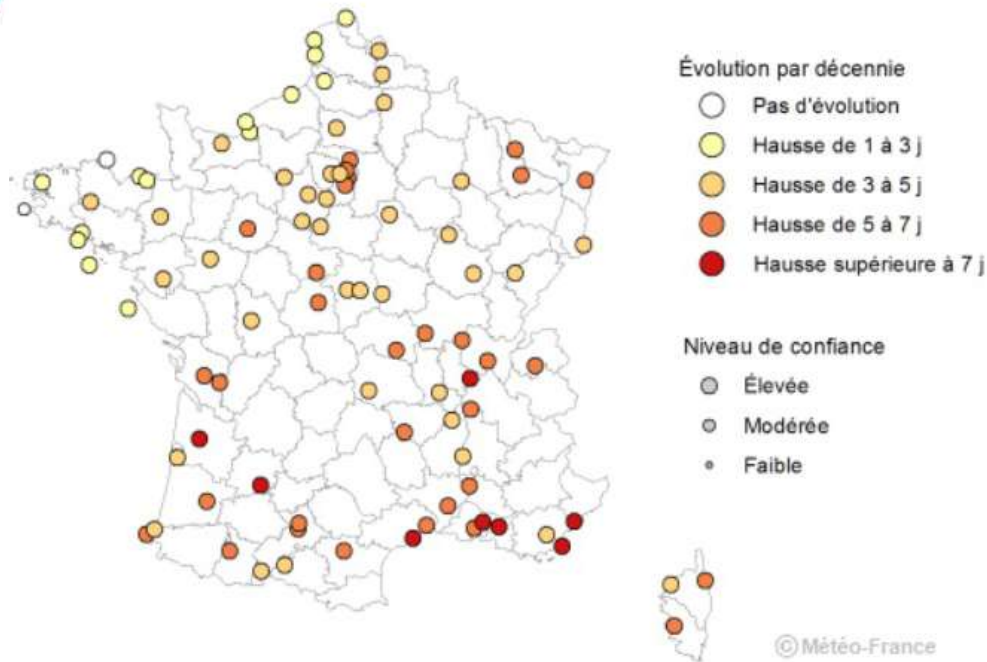 Évolution par décennie
Pas d'évolution
Hausse de 1 à 3 j
Hausse de 3 à 5 j
Hausse de 5 à 7 j
Hausse supérieure à 7 j
Niveau de confiance
Élevée
Modérée
Faible
© Météo-France